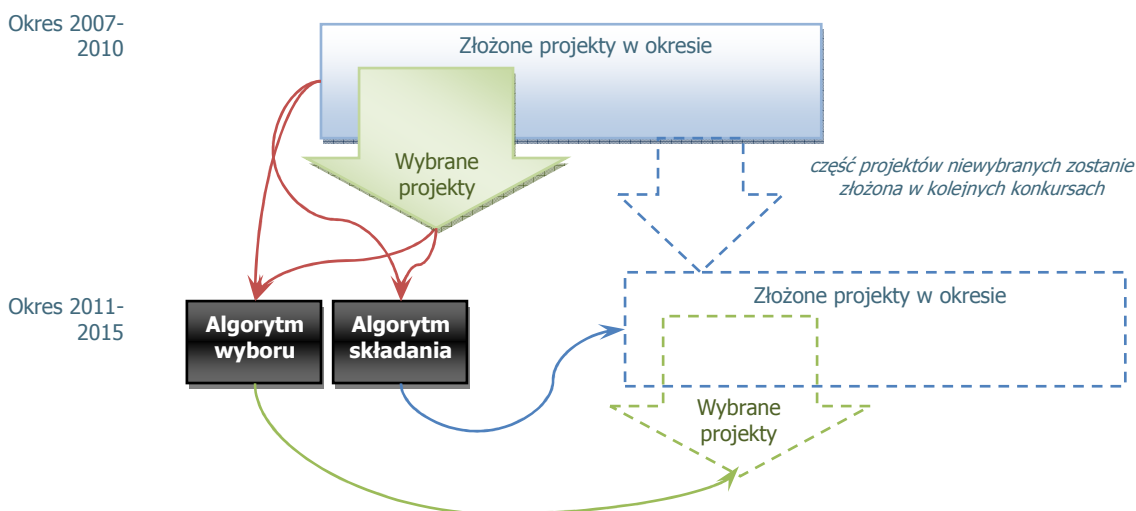 Okres 2007-
2010
Złożone projekty w okresie
Wybrane
projekty
część projektów niewybranych zostanie
złożona w kolejnych konkursach
Okres 2011-
2015
Algorytm
wyboru
Algorytm
składania
Złożone projekty w okresie
Wybrane
projekty